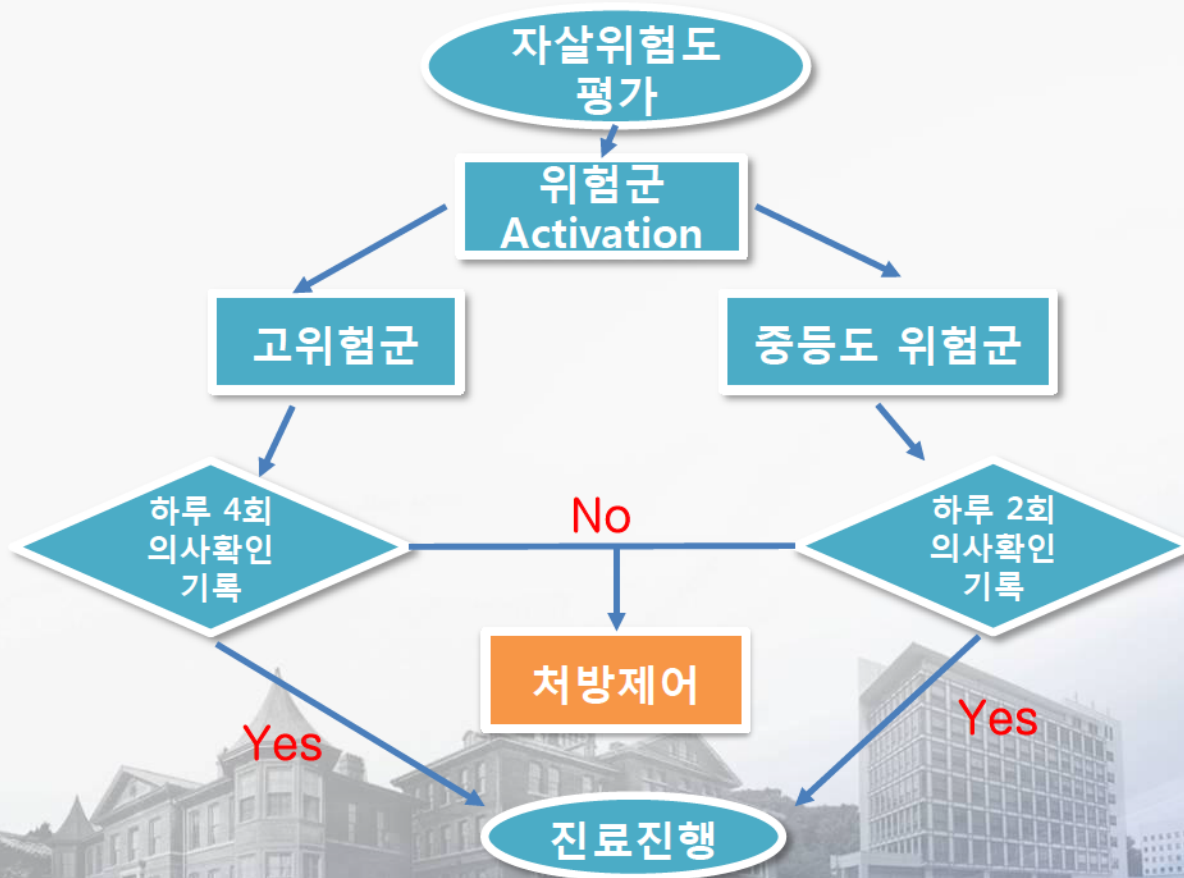 자살위험도
평가
위험군
Activation
고위험군
중등도 위험군
하루 4회
의사확인
기록
No
하루 2회
의사확인
기록
처방제어
Yes
Yes
진료진행